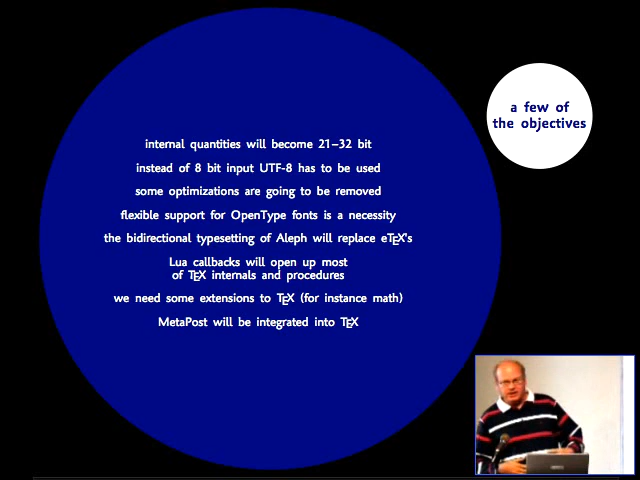 a few of
the objectives
internal quantities will become 21–32 bit
instead of 8 bit input UTF-8 has to be used
some optimizations are going to be removed
flexible support for OpenType fonts is a necessity
the bidirectional typesetting of Aleph will replace eTEX's
Lua callbacks will open up most
of TEX internals and procedures
we need some extensions to TEX (for instance math)
MetaPost will be integrated into TEX